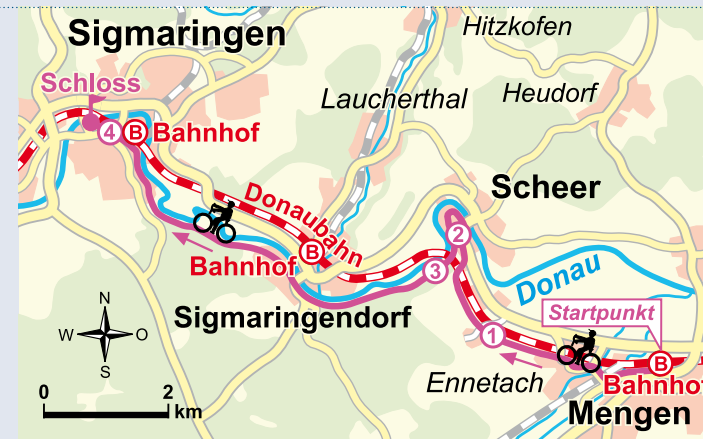 Hitzkofen
Sigmaringen
Schloss
Laucherthal
Heudorf
4
B
Bahnhof
Scheer
Donaubahn
2
B
Bahnhof
3
Donau
Sigmaringendorf
Startpunkt
1
N
W
O
S
B
Ennetach
Bahnhof
0
2
km
Mengen